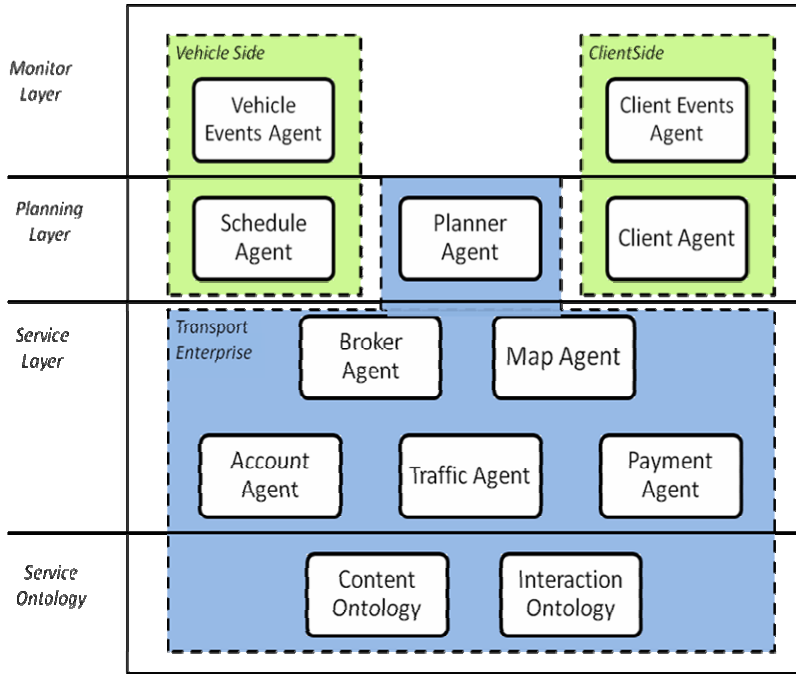 Monitor
Layer
Vehicle Side
ClientSide
Vehicle
Events Agent
Client Events
Agent
Planning
Layer
Schedule
Agent
Planner
Agent
Client Agent
Service
Layer
Transport
Enterprise
Broker
Agent
Map Agent
Account
Agent
Traffic Agent
Payment
Agent
Service
Ontology
Content
Ontology
Interaction
Ontology